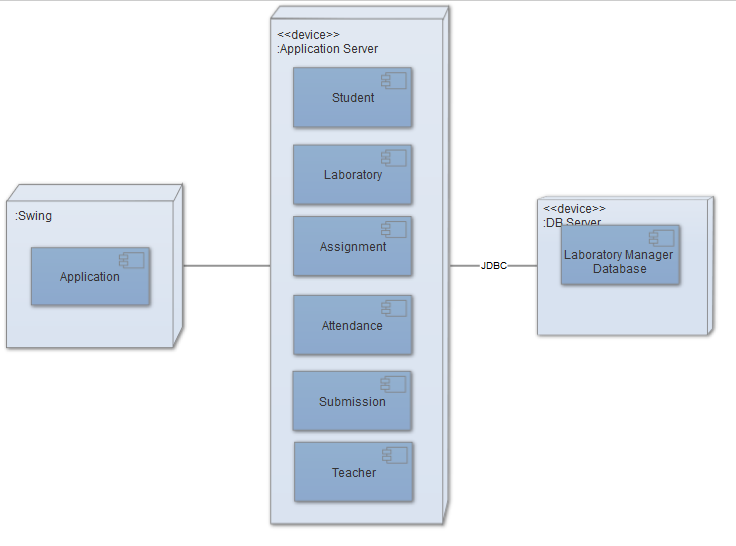 :Swing
Application
<<device>>
:Application Server
Student
Laboratory
Assignment
Attendance
Submission
Teacher
JDBC
<<device>>
:DB Server
Laboratory Manager
Database